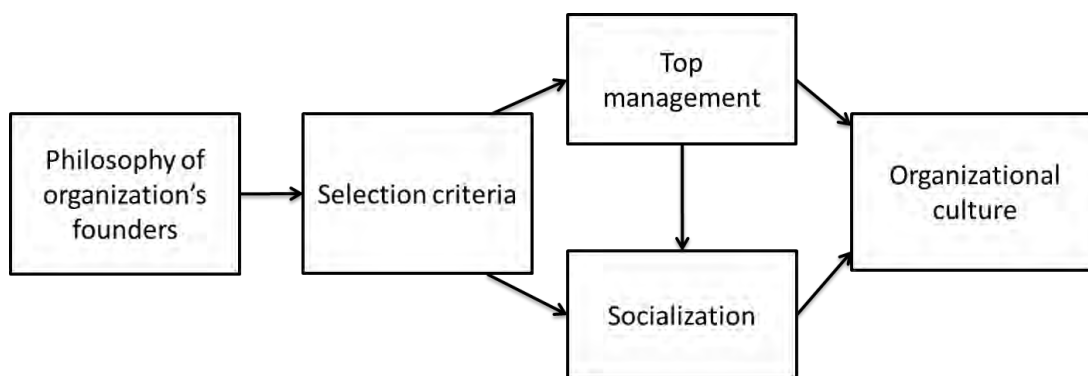 Philosophy of
organization's
founders
Selection criteria
Top
management
Socialization
Organizational
culture